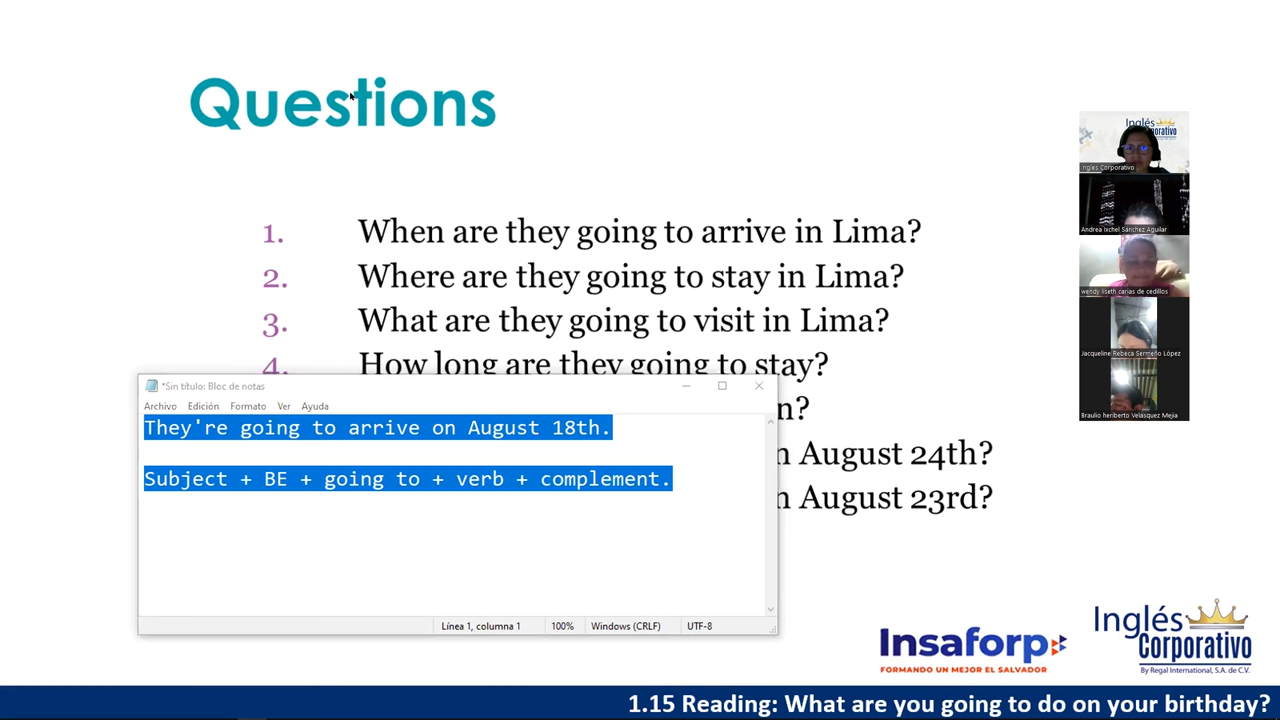 Questions
1. When are they going to arrive in Lima?
2. Where are they going to stay in Lima?
3. What are they going to visit in Lima?
4. How long are they going to stay?
n?
n August 24th?
n August 23rd?
*Sin título: Bloc de notas
Archivo Edición Formato Ver Ayuda
They're going to arrive on August 18th.
Subject + BE + going to + verb + complement.
Línea 1, columna 1 100% Windows (CRLF) UTF-8
Inglés
Corporativo
Inglés Corporativo
Andrea Ixchel Sánchez Aguilar
wendy liseth carias de cedillos
Jacqueline Rebeca Sermeño López
Braulio heriberto Velásquez Mejia
Insaforp
FORMANDO UN MEJOR EL SALVADOR
Inglés
Corporativo
By Regal International, S.A. de C.V.
1.15 Reading: What are you going to do on your birthday?